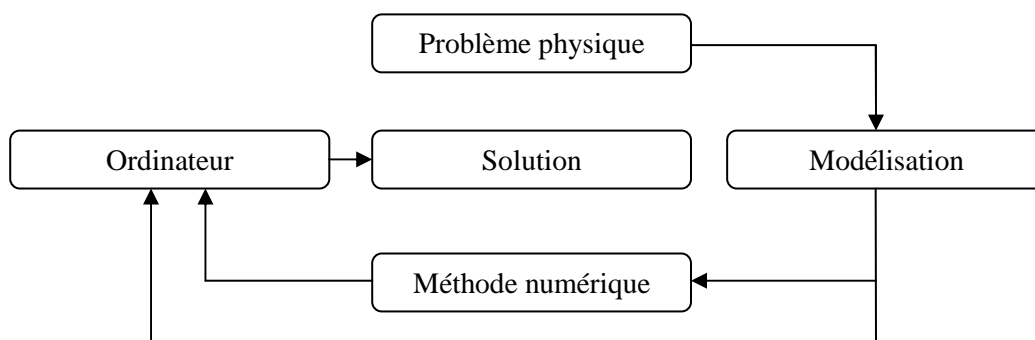 Problème physique
Ordinateur
Solution
Modélisation
Méthode numérique